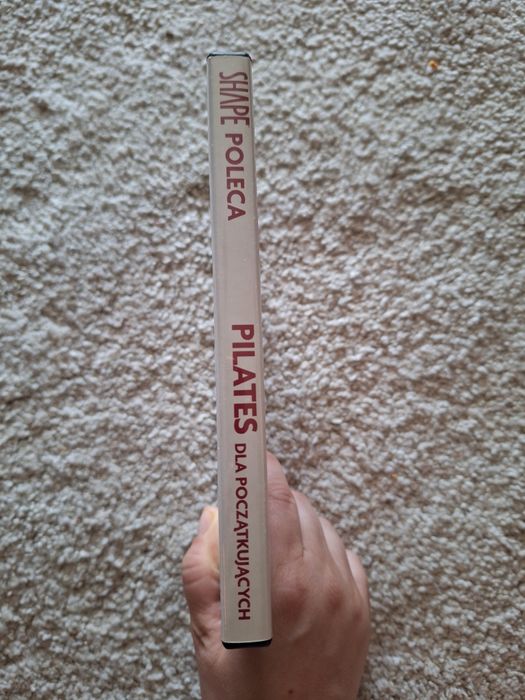 SHAPE POLECA
PILATES DLA POCZĄTKUJĄCYCH